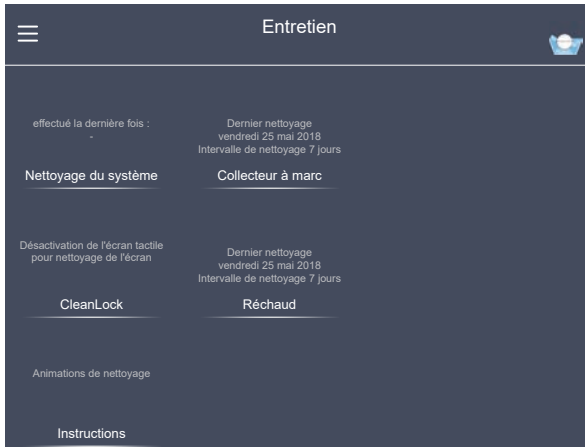 Entretien
effectué la dernière fois :
-
Nettoyage du système
Dernier nettoyage
vendredi 25 mai 2018
Intervalle de nettoyage 7 jours
Collecteur à marc
Désactivation de l'écran tactile
pour nettoyage de l'écran
CleanLock
Dernier nettoyage
vendredi 25 mai 2018
Intervalle de nettoyage 7 jours
Réchaud
Animations de nettoyage
Instructions